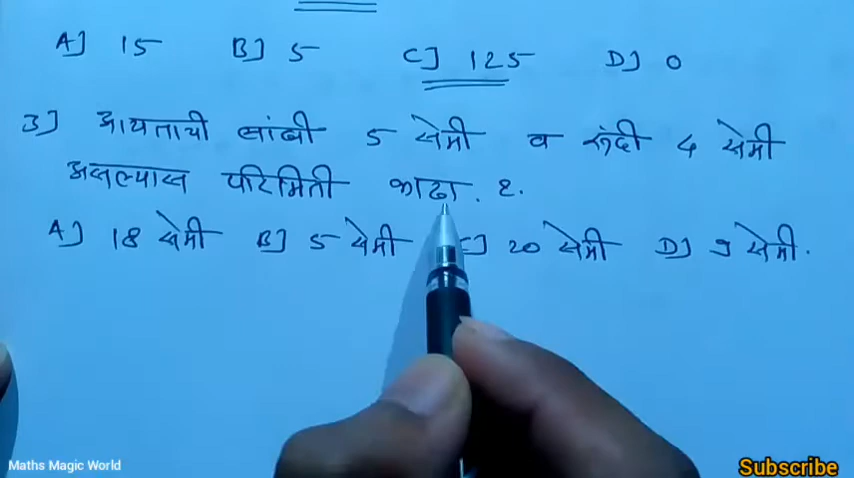 A] 15 B] 5 C] 125 D] 0
3] आयताची लांबी 5 सेमी व रुंदी 4 सेमी
असल्यास परिमिती काढा. १.
A] 18 सेमी B] 5 सेमी C] 20 सेमी D] 9 सेमी.
Maths Magic World
Subscribe